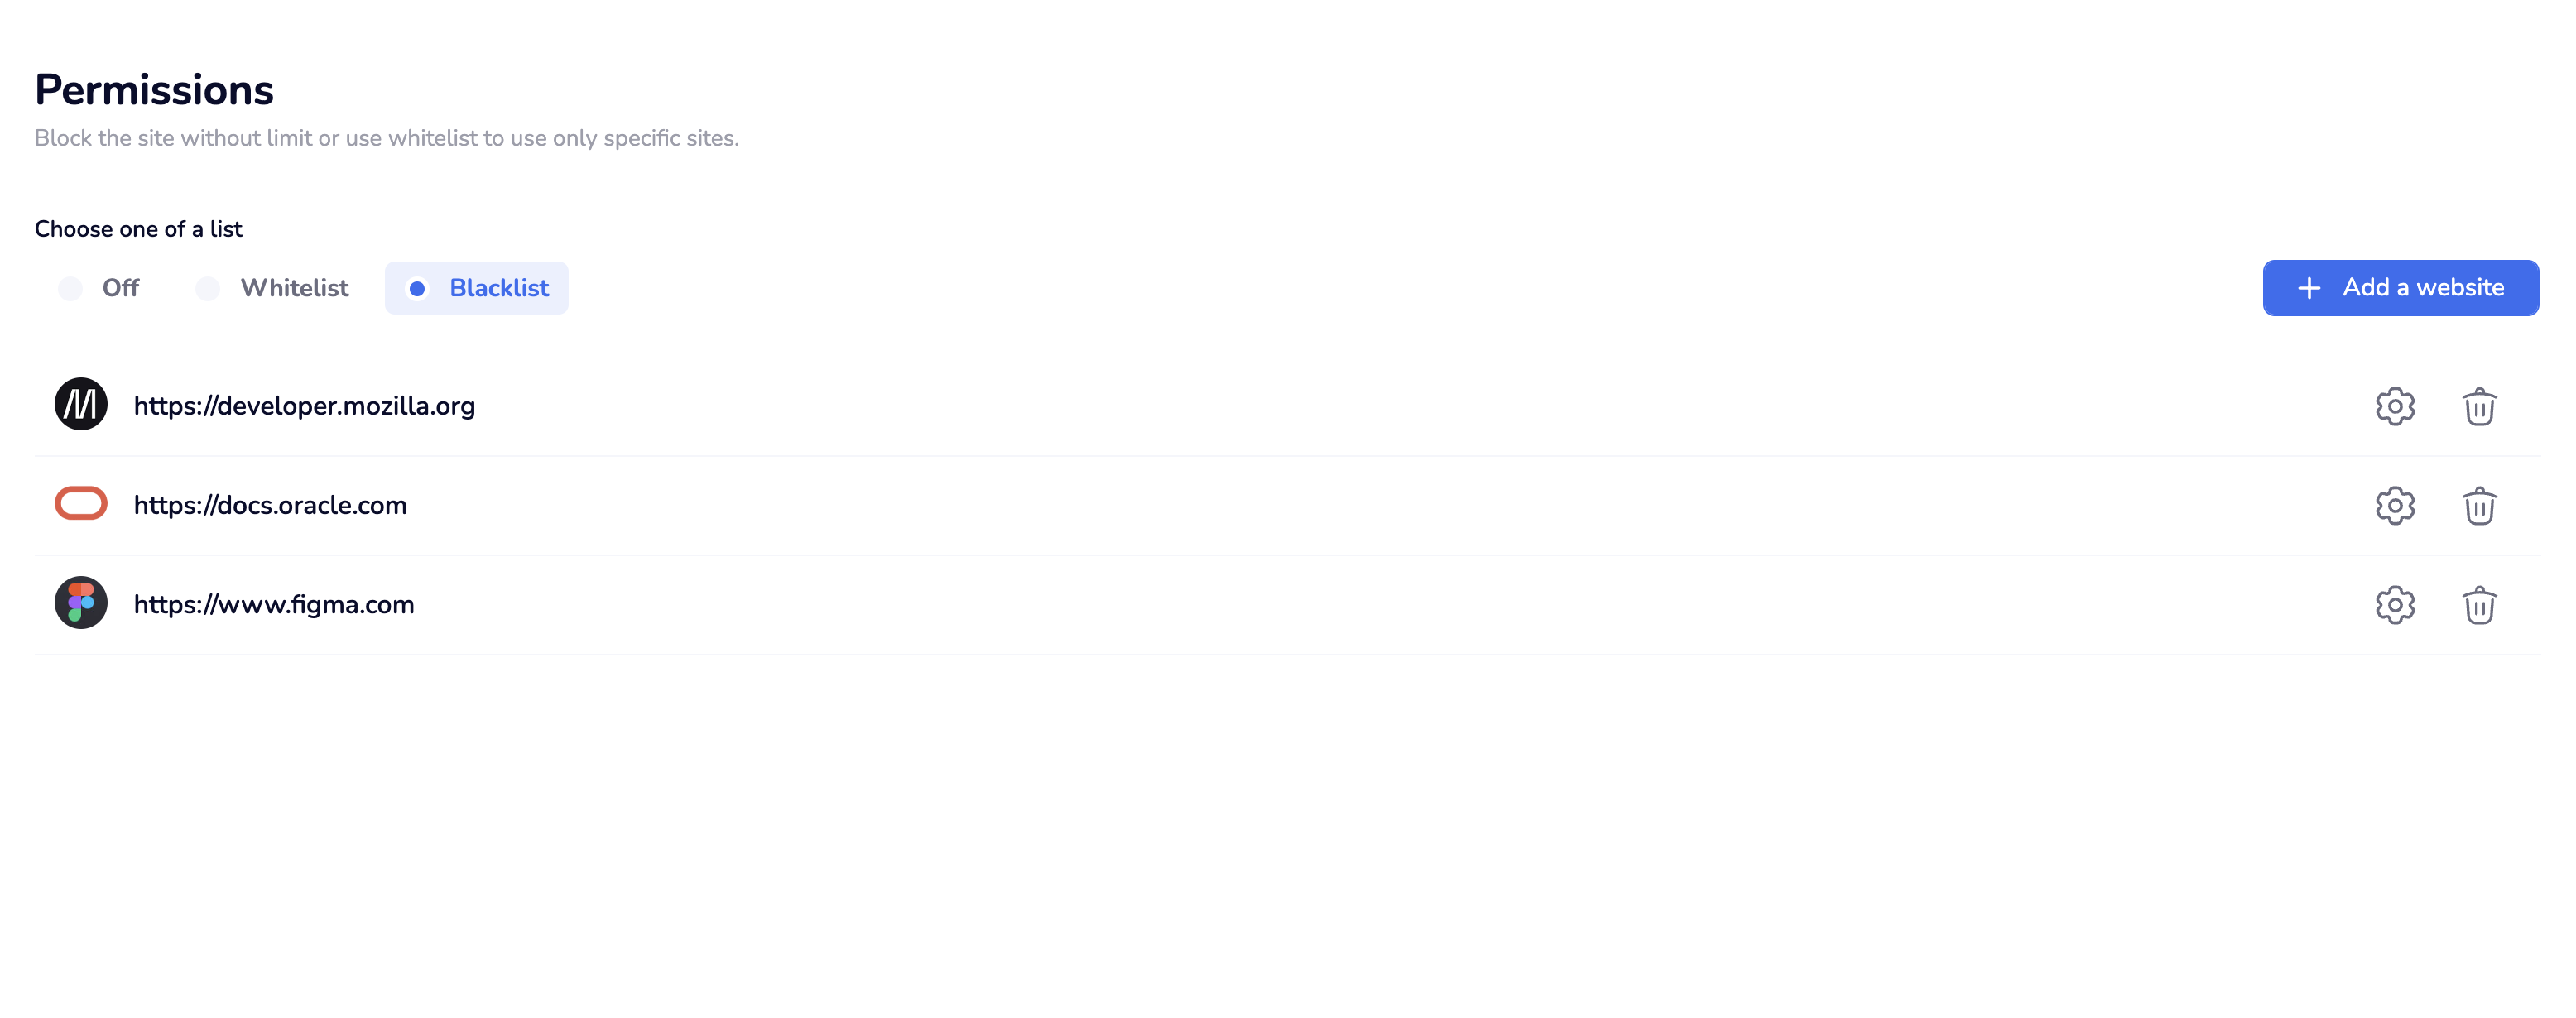 Permissions
Block the site without limit or use whitelist to use only specific sites.
Choose one of a list
Off Whitelist Blacklist + Add a website
https://developer.mozilla.org
https://docs.oracle.com
https://www.figma.com